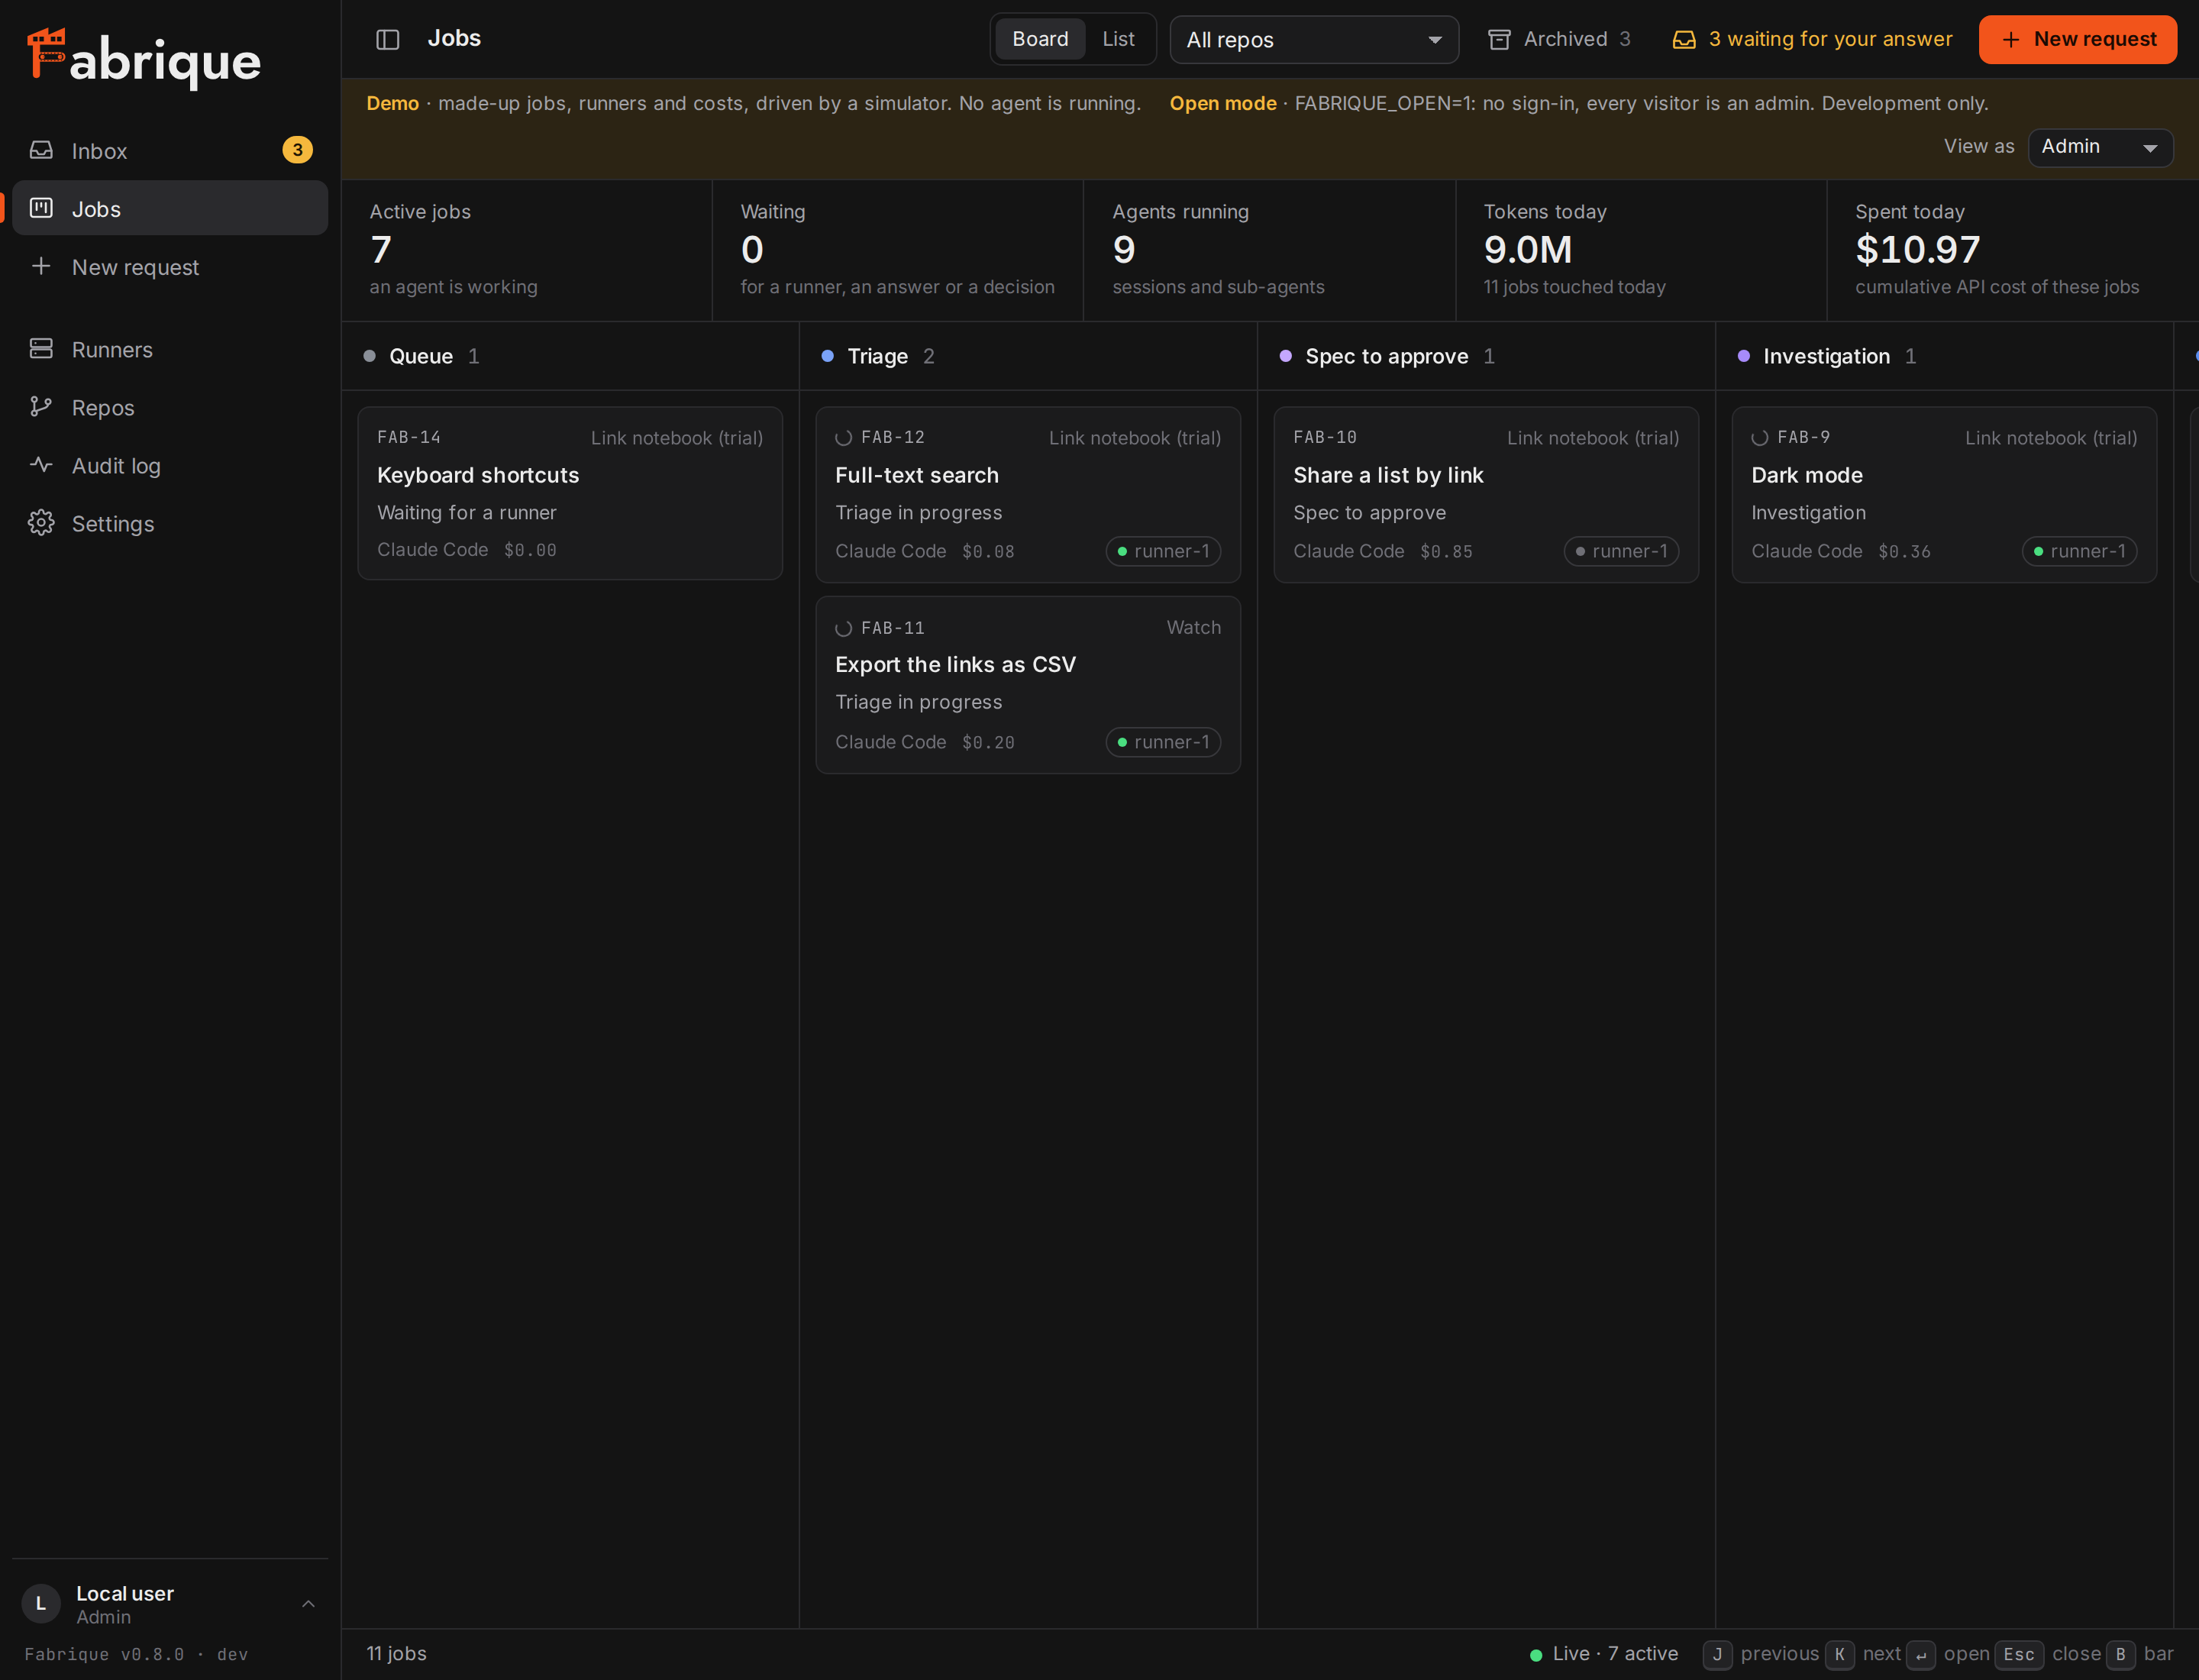 Fabrique
Inbox 3
Jobs
New request
Runners
Repos
Audit log
Settings
L Local user
Admin
Fabrique v0.8.0 · dev
Jobs
Board List
All repos
Archived 3
3 waiting for your answer
New request
Demo · made-up jobs, runners and costs, driven by a simulator. No agent is running. Open mode · FABRIQUE_OPEN=1: no sign-in, every visitor is an admin. Development only.
View as Admin
Active jobs
7
an agent is working
Waiting
0
for a runner, an answer or a decision
Agents running
9
sessions and sub-agents
Tokens today
9.0M
11 jobs touched today
Spent today
$10.97
cumulative API cost of these jobs
Queue 1
FAB-14 Link notebook (trial)
Keyboard shortcuts
Waiting for a runner
Claude Code $0.00
Triage 2
FAB-12 Link notebook (trial)
Full-text search
Triage in progress
Claude Code $0.08 runner-1
FAB-11 Watch
Export the links as CSV
Triage in progress
Claude Code $0.20 runner-1
Spec to approve 1
FAB-10 Link notebook (trial)
Share a list by link
Spec to approve
Claude Code $0.85 runner-1
Investigation 1
FAB-9 Link notebook (trial)
Dark mode
Investigation
Claude Code $0.36 runner-1
11 jobs
Live · 7 active
J previous K next ↵ open Esc close B bar